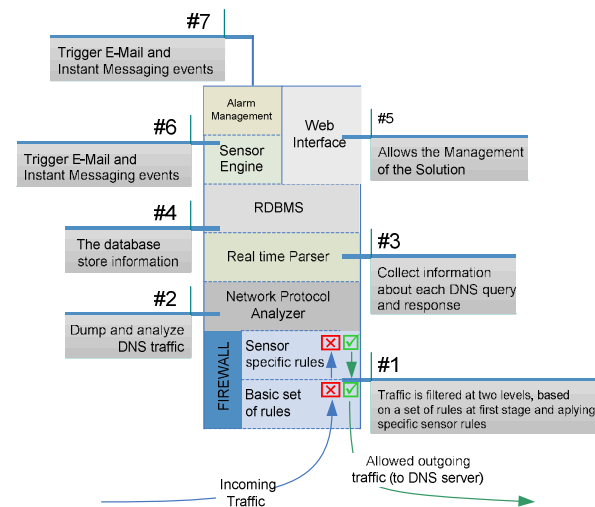 #7
Trigger E-Mail and
Instant Messaging events
Alarm
Management
#6
Trigger E-Mail and
Instant Messaging events
Sensor
Engine
Web
Interface
#5
Allows the Management
of the Solution
RDBMS
#4
The database
store information
Real time Parser
#3
Collect information
about each DNS query
and response
#2
Dump and analyze
DNS traffic
Network Protocol
Analyzer
FIREWALL
Sensor
specific rules
Basic set
of rules
#1
Traffic is filtered at two levels, based
on a set of rules at first stage and aplying
specific sensor rules
Incoming
Traffic
Allowed outgoing
traffic (to DNS server)